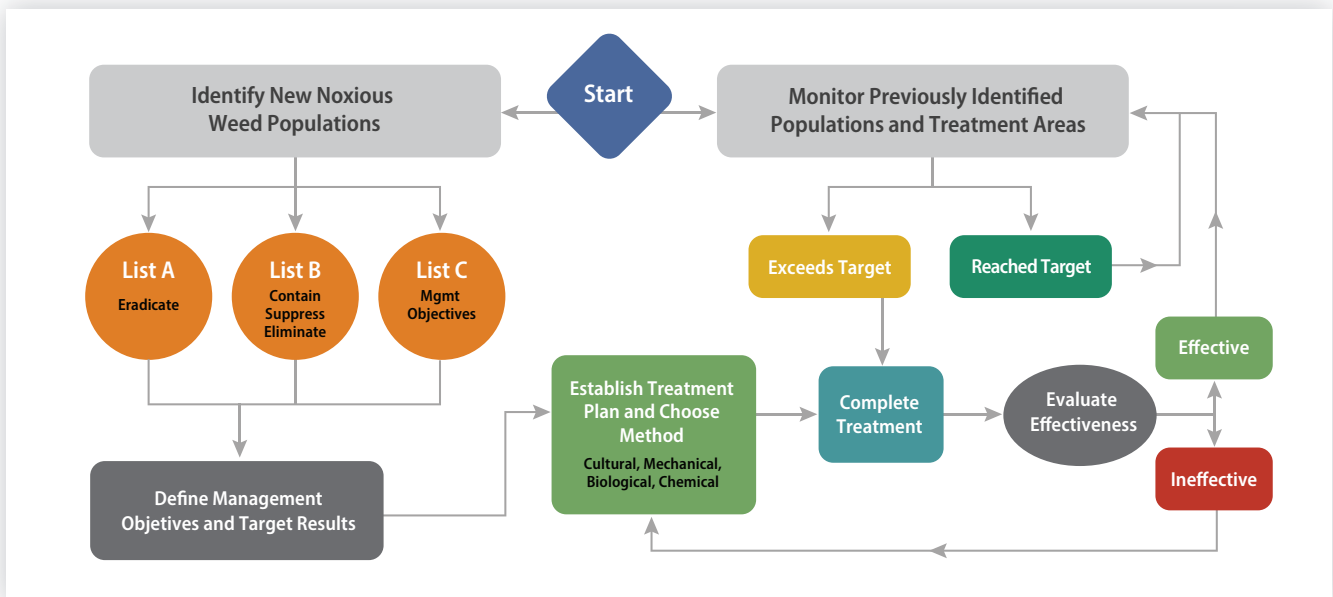 Start
Identify New Noxious
Weed Populations
Monitor Previously Identified
Populations and Treatment Areas
List A
Eradicate
List B
Contain
Suppress
Eliminate
List C
Mgmt
Objectives
Exceeds Target
Reached Target
Define Management
Objetives and Target Results
Establish Treatment
Plan and Choose
Method
Cultural, Mechanical,
Biological, Chemical
Complete
Treatment
Evaluate
Effectiveness
Effective
Ineffective